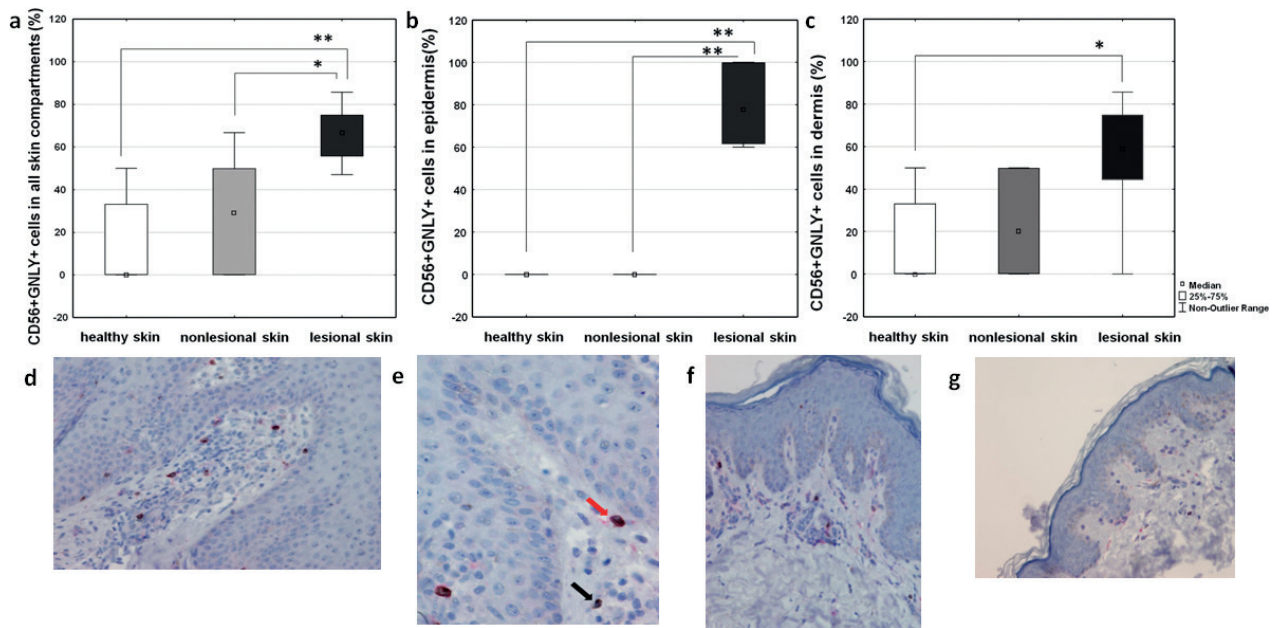 a
CD56+GNLY+ cells in all skin compartments (%)
120
100
80
60
40
20
0
-20
**
*
healthy skin
nonlesional skin
lesional skin
b
CD56+GNLY+ cells in epidermis(%)
120
100
80
60
40
20
0
-20
**
**
healthy skin
nonlesional skin
lesional skin
c
CD56+GNLY+ cells in dermis (%)
120
100
80
60
40
20
0
-20
*
healthy skin
nonlesional skin
lesional skin
Median
25%-75%
Non-Outlier Range
d
e
f
g